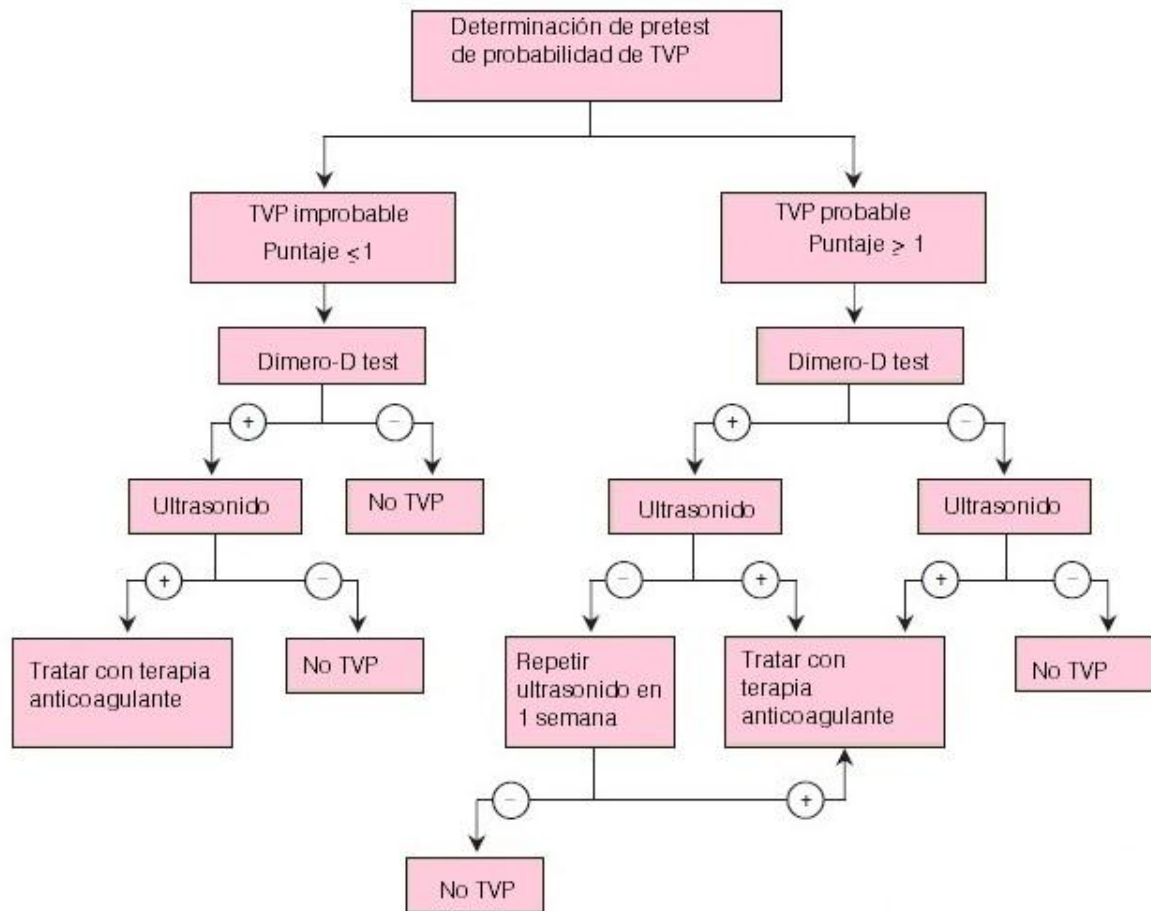 Determinación de pretest
de probabilidad de TVP
TVP improbable
Puntaje ≤1
TVP probable
Puntaje ≥ 1
Dímero-D test
Dímero-D test
+
−
+
−
Ultrasonido
No TVP
Ultrasonido
Ultrasonido
+
−
−
+
+
−
Tratar con terapia
anticoagulante
No TVP
Repetir
ultrasonido en
1 semana
Tratar con
terapia
anticoagulante
No TVP
−
+
No TVP